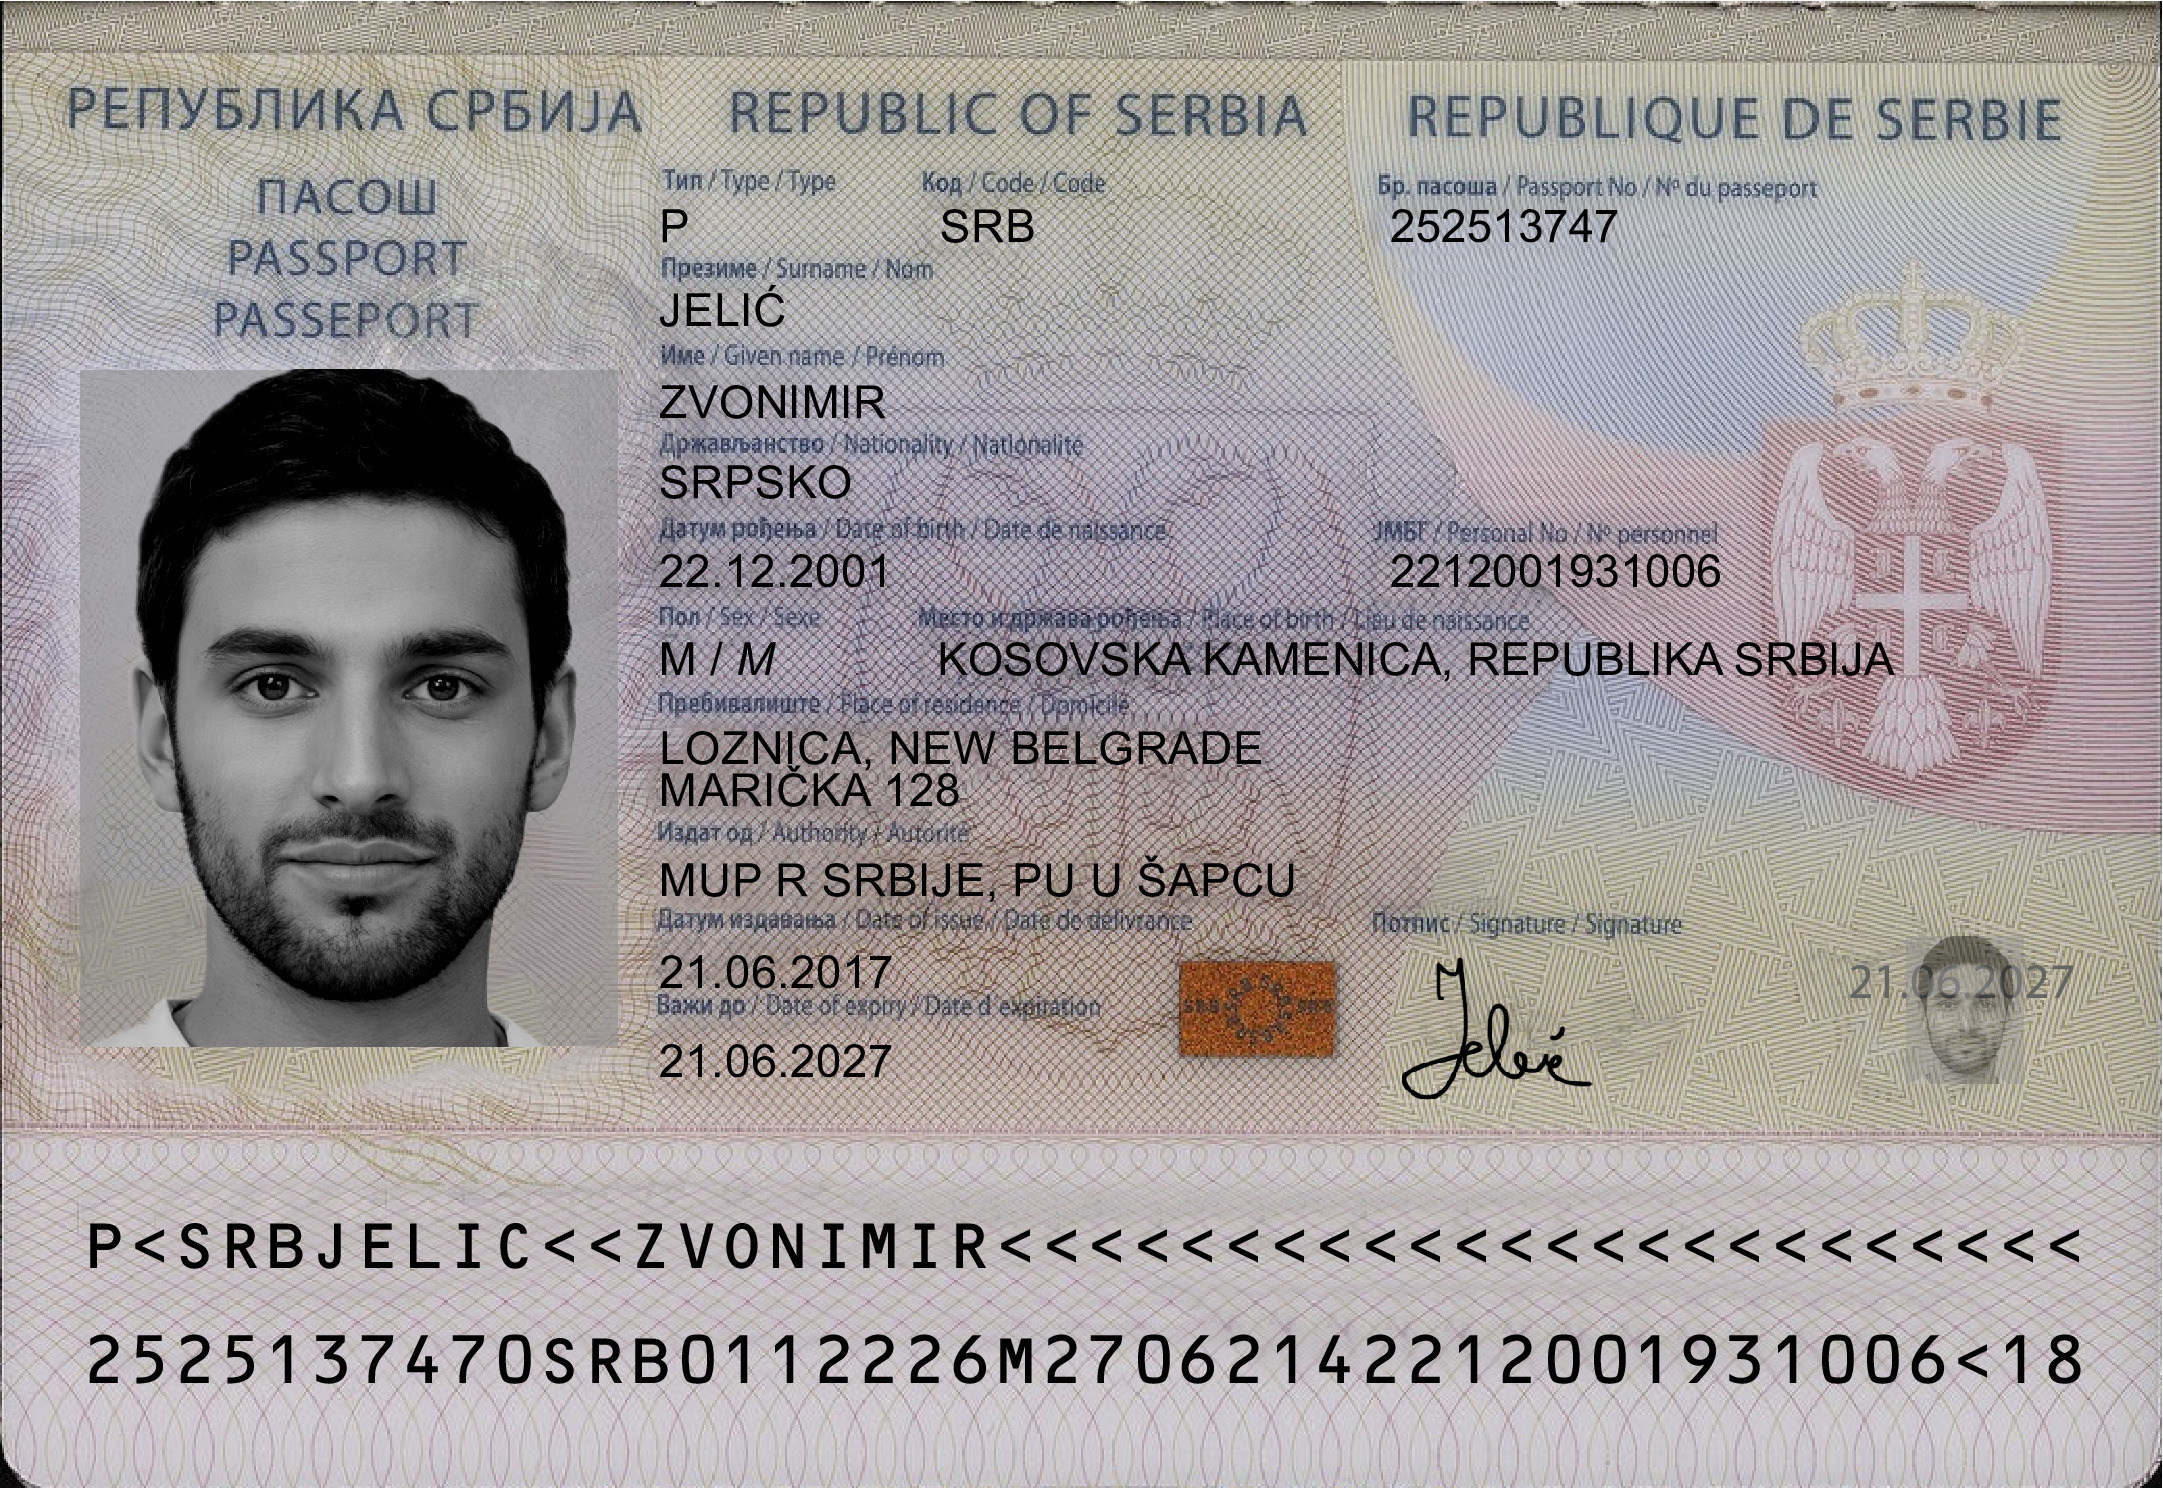 РЕПУБЛИКА СРБИЈА REPUBLIC OF SERBIA REPUBLIQUE DE SERBIE
ПАСОШ
PASSPORT
PASSEPORT
Тип / Type / Type Код / Code / Code Бр. пасоша / Passport No / Nº du passeport
P SRB 252513747
Презиме / Surname / Nom
JELIĆ
Име / Given name / Prénom
ZVONIMIR
Држављанство / Nationality / Nationalité
SRPSKO
Датум рођења / Date of birth / Date de naissance ЈМБГ / Personal No / Nº personnel
22.12.2001 2212001931006
Пол / Sex / Sexe Место и држава рођења / Place of birth / Lieu de naissance
M / M KOSOVSKA KAMENICA, REPUBLIKA SRBIJA
Пребивалиште / Place of residence / Domicile
LOZNICA, NEW BELGRADE
MARIČKA 128
Издат од / Authority / Autorité
MUP R SRBIJE, PU U ŠAPCU
Датум издавања / Date of issue / Date de délivrance Потпис / Signature / Signature
21.06.2017 21.06.2027
Важи до / Date of expiry / Date d expiration
21.06.2027
Jelić
P<SRBJELIC<<ZVONIMIR<<<<<<<<<<<<<<<<<<<<<<<<
2525137470SRB0112226M27062142212001931006<18